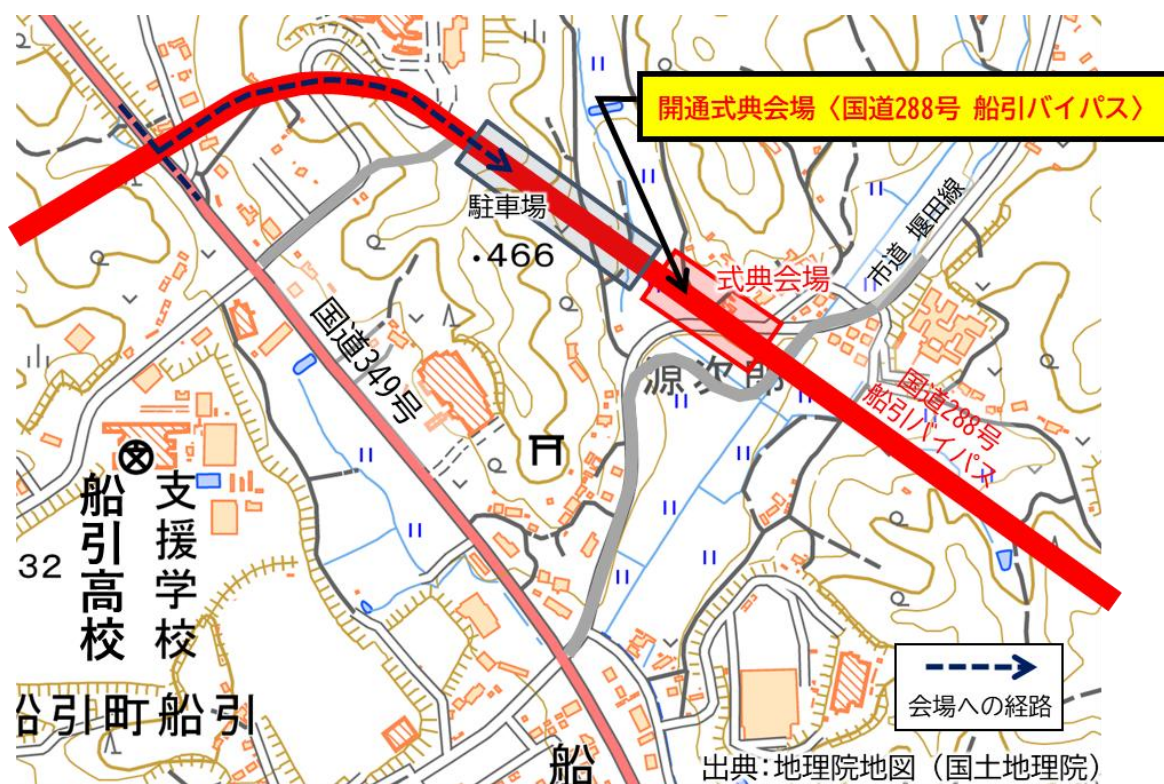 開通式典会場〈国道288号 船引バイパス〉
駐車場
・466
式典会場
市道 堰田線
国道349号
源次郎
国道288号
船引バイパス
支援学校
船引高校
32
船引町船引
船
会場への経路
出典:地理院地図（国土地理院）